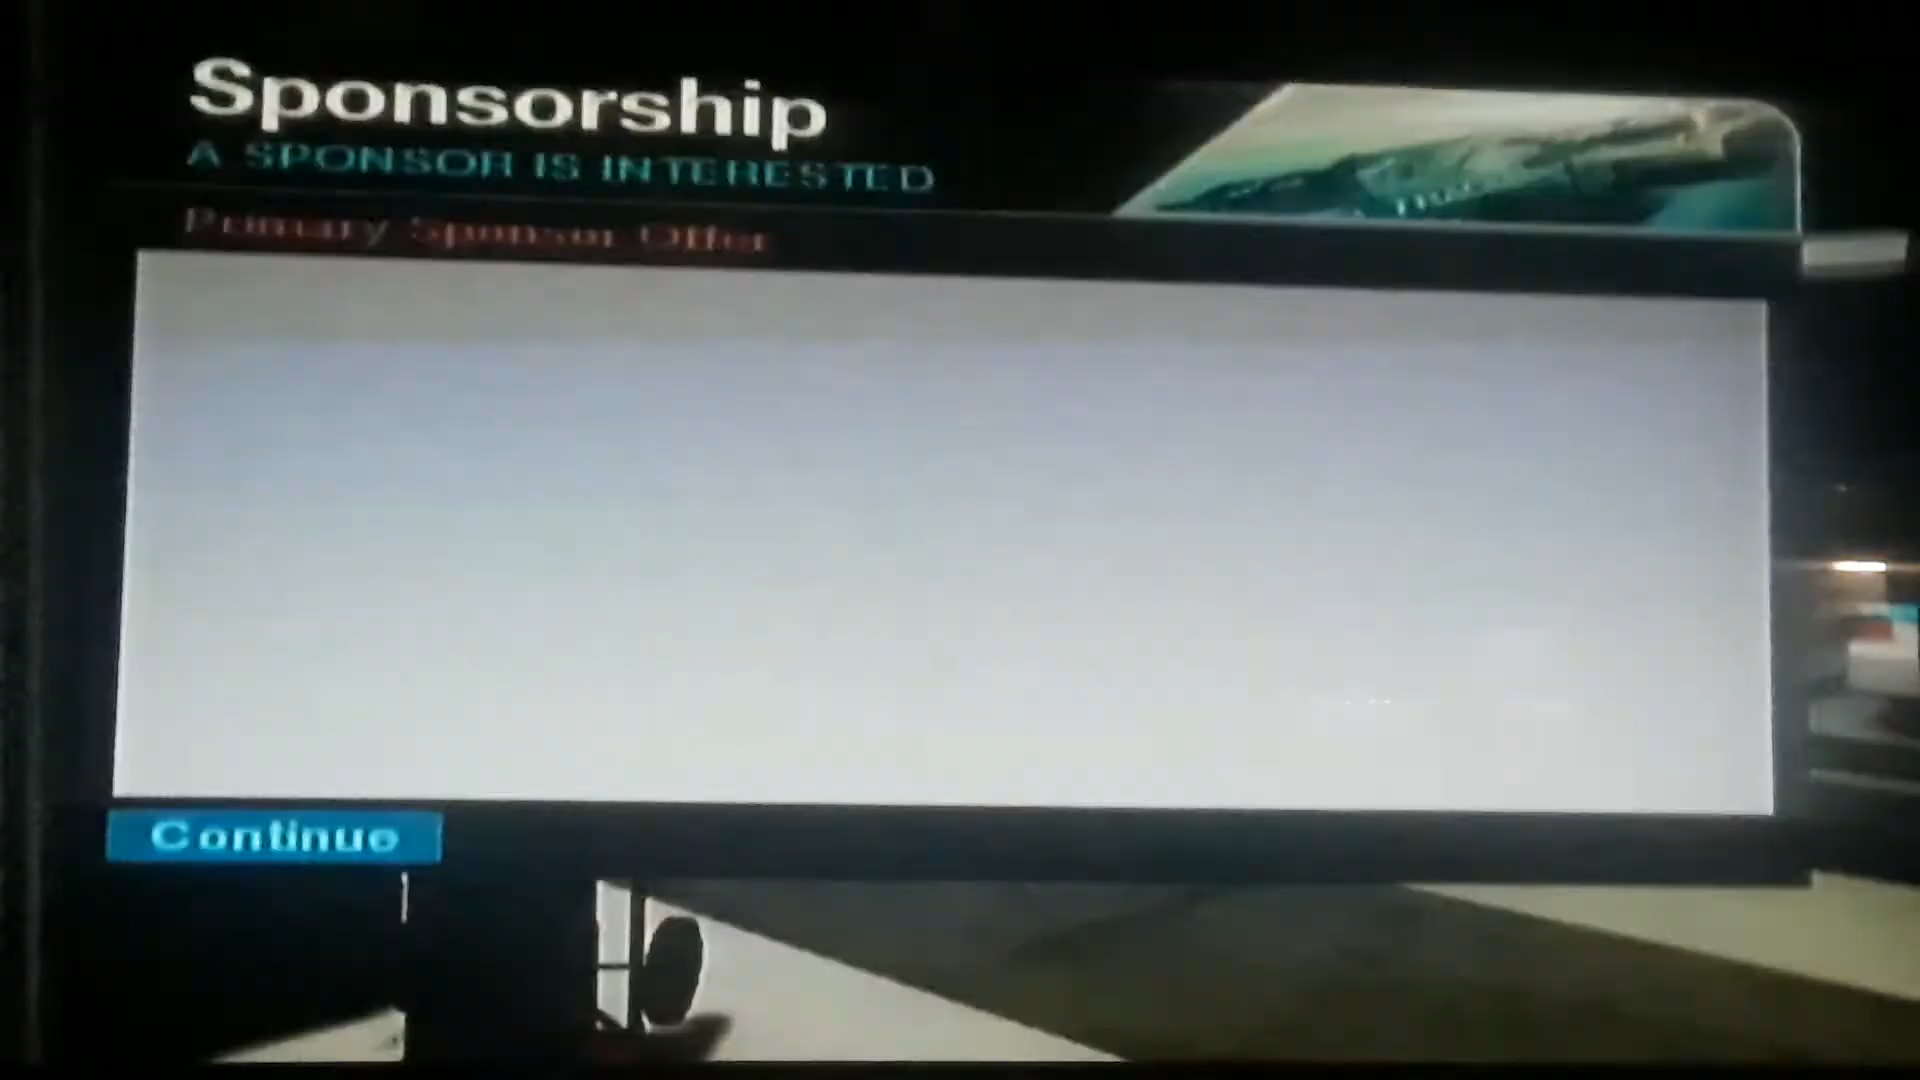 Sponsorship
A SPONSOR IS INTERESTED
Primary Sponsor Offer
Continue